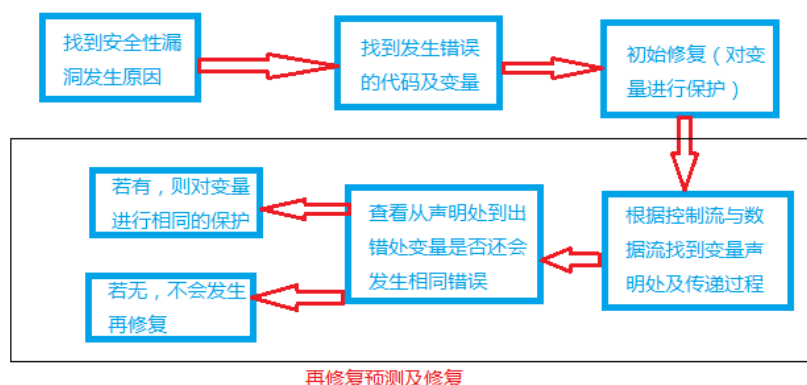 找到安全性漏
洞发生原因
找到发生错误
的代码及变量
初始修复（对变
量进行保护）
若有，则对变量
进行相同的保护
查看从声明处到出
错处变量是否还会
发生相同错误
根据控制流与数
据流找到变量声
明处及传递过程
若无，不会发生
再修复
再修复预测及修复